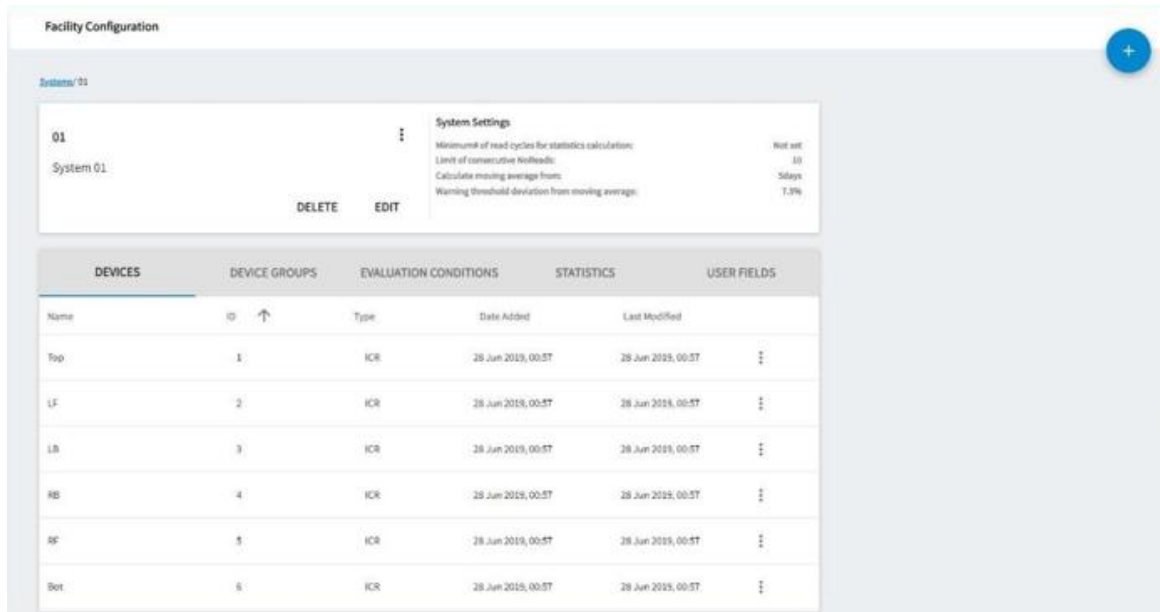 Facility Configuration
+
Systems/ 01
01
System 01
DELETE EDIT
System Settings
Minimum# of read cycles for statistics calculation: Not set
Limit of consecutive NoReads: 10
Calculate moving average from: 5days
Warning threshold deviation from moving average: 7.5%
DEVICES DEVICE GROUPS EVALUATION CONDITIONS STATISTICS USER FIELDS
Name ID ↑ Type Date Added Last Modified
Top 1 ICR 28 Jun 2019, 00:57 28 Jun 2019, 00:57
LF 2 ICR 28 Jun 2019, 00:57 28 Jun 2019, 00:57
LB 3 ICR 28 Jun 2019, 00:57 28 Jun 2019, 00:57
RB 4 ICR 28 Jun 2019, 00:57 28 Jun 2019, 00:57
RF 5 ICR 28 Jun 2019, 00:57 28 Jun 2019, 00:57
Bot 6 ICR 28 Jun 2019, 00:57 28 Jun 2019, 00:57